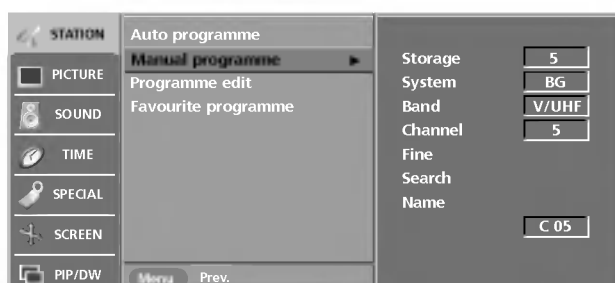 STATION
PICTURE
SOUND
TIME
SPECIAL
SCREEN
PIP/DW
Auto programme
Manual programme
Programme edit
Favourite programme
Menu Prev.
Storage 5
System BG
Band V/UHF
Channel 5
Fine
Search
Name
C 05